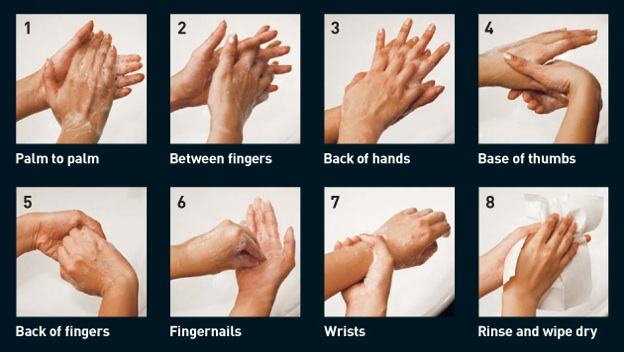 1
2
3
4
Palm to palm
Between fingers
Back of hands
Base of thumbs
5
6
7
8
Back of fingers
Fingernails
Wrists
Rinse and wipe dry